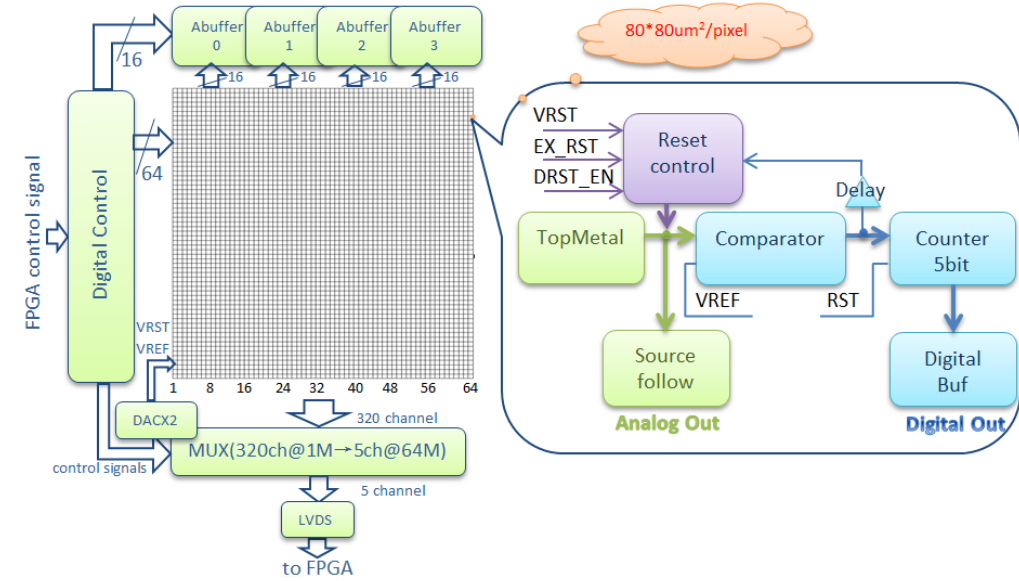 80*80um²/pixel
Abuffer
0
Abuffer
1
Abuffer
2
Abuffer
3
16
16
16
16
16
64
FPGA control signal
Digital Control
VRST
VREF
1
8
16
24
32
40
48
56
64
DACX2
320 channel
MUX(320ch@1M→5ch@64M)
control signals
5 channel
LVDS
to FPGA
VRST
EX_RST
DRST_EN
Reset
control
Delay
TopMetal
Comparator
Counter
5bit
VREF
RST
Source
follow
Digital
Buf
Analog Out
Digital Out